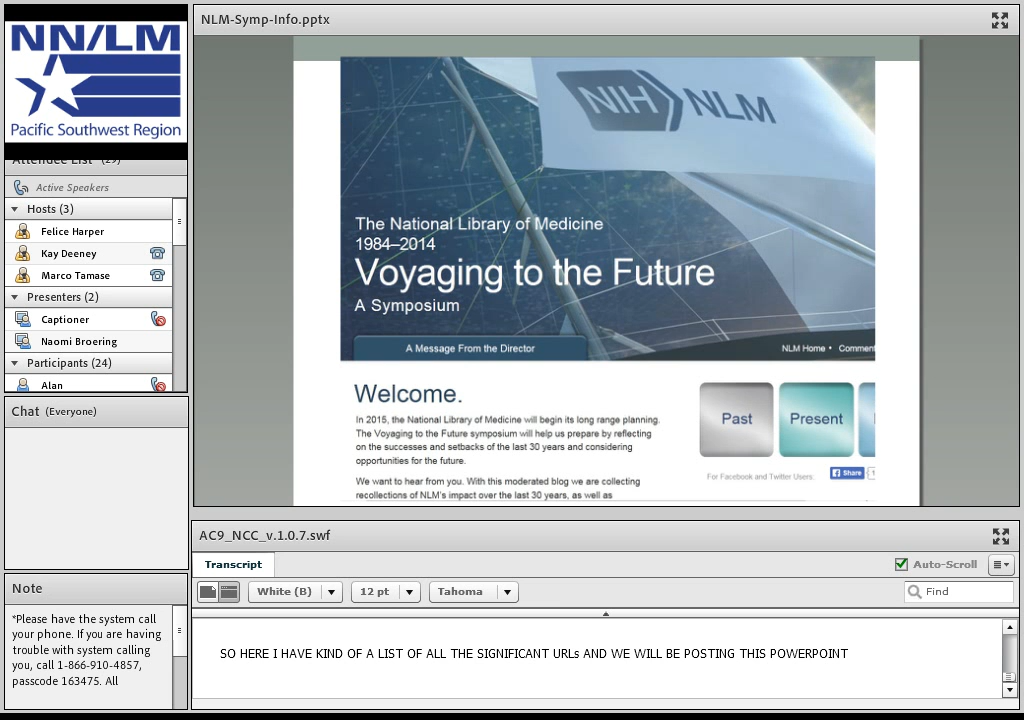 NN/LM
Pacific Southwest Region
Attendee List (29)
Active Speakers
Hosts (3)
Felice Harper
Kay Deeney
Marco Tamase
Presenters (2)
Captioner
Naomi Broering
Participants (24)
Alan
Chat (Everyone)
Note
*Please have the system call
your phone. If you are having
trouble with system calling
you, call 1-866-910-4857,
passcode 163475. All
NLM-Symp-Info.pptx
NIH NLM
The National Library of Medicine
1984–2014
Voyaging to the Future
A Symposium
A Message From the Director
NLM Home • Comment
Welcome.
In 2015, the National Library of Medicine will begin its long range planning.
The Voyaging to the Future symposium will help us prepare by reflecting
on the successes and setbacks of the last 30 years and considering
opportunities for the future.
We want to hear from you. With this moderated blog we are collecting
recollections of NLM's impact over the last 30 years, as well as
Past
Present
For Facebook and Twitter Users:
Share
AC9_NCC_v.1.0.7.swf
Transcript
Auto-Scroll
White (B)
12 pt
Tahoma
Find
SO HERE I HAVE KIND OF A LIST OF ALL THE SIGNIFICANT URLs AND WE WILL BE POSTING THIS POWERPOINT